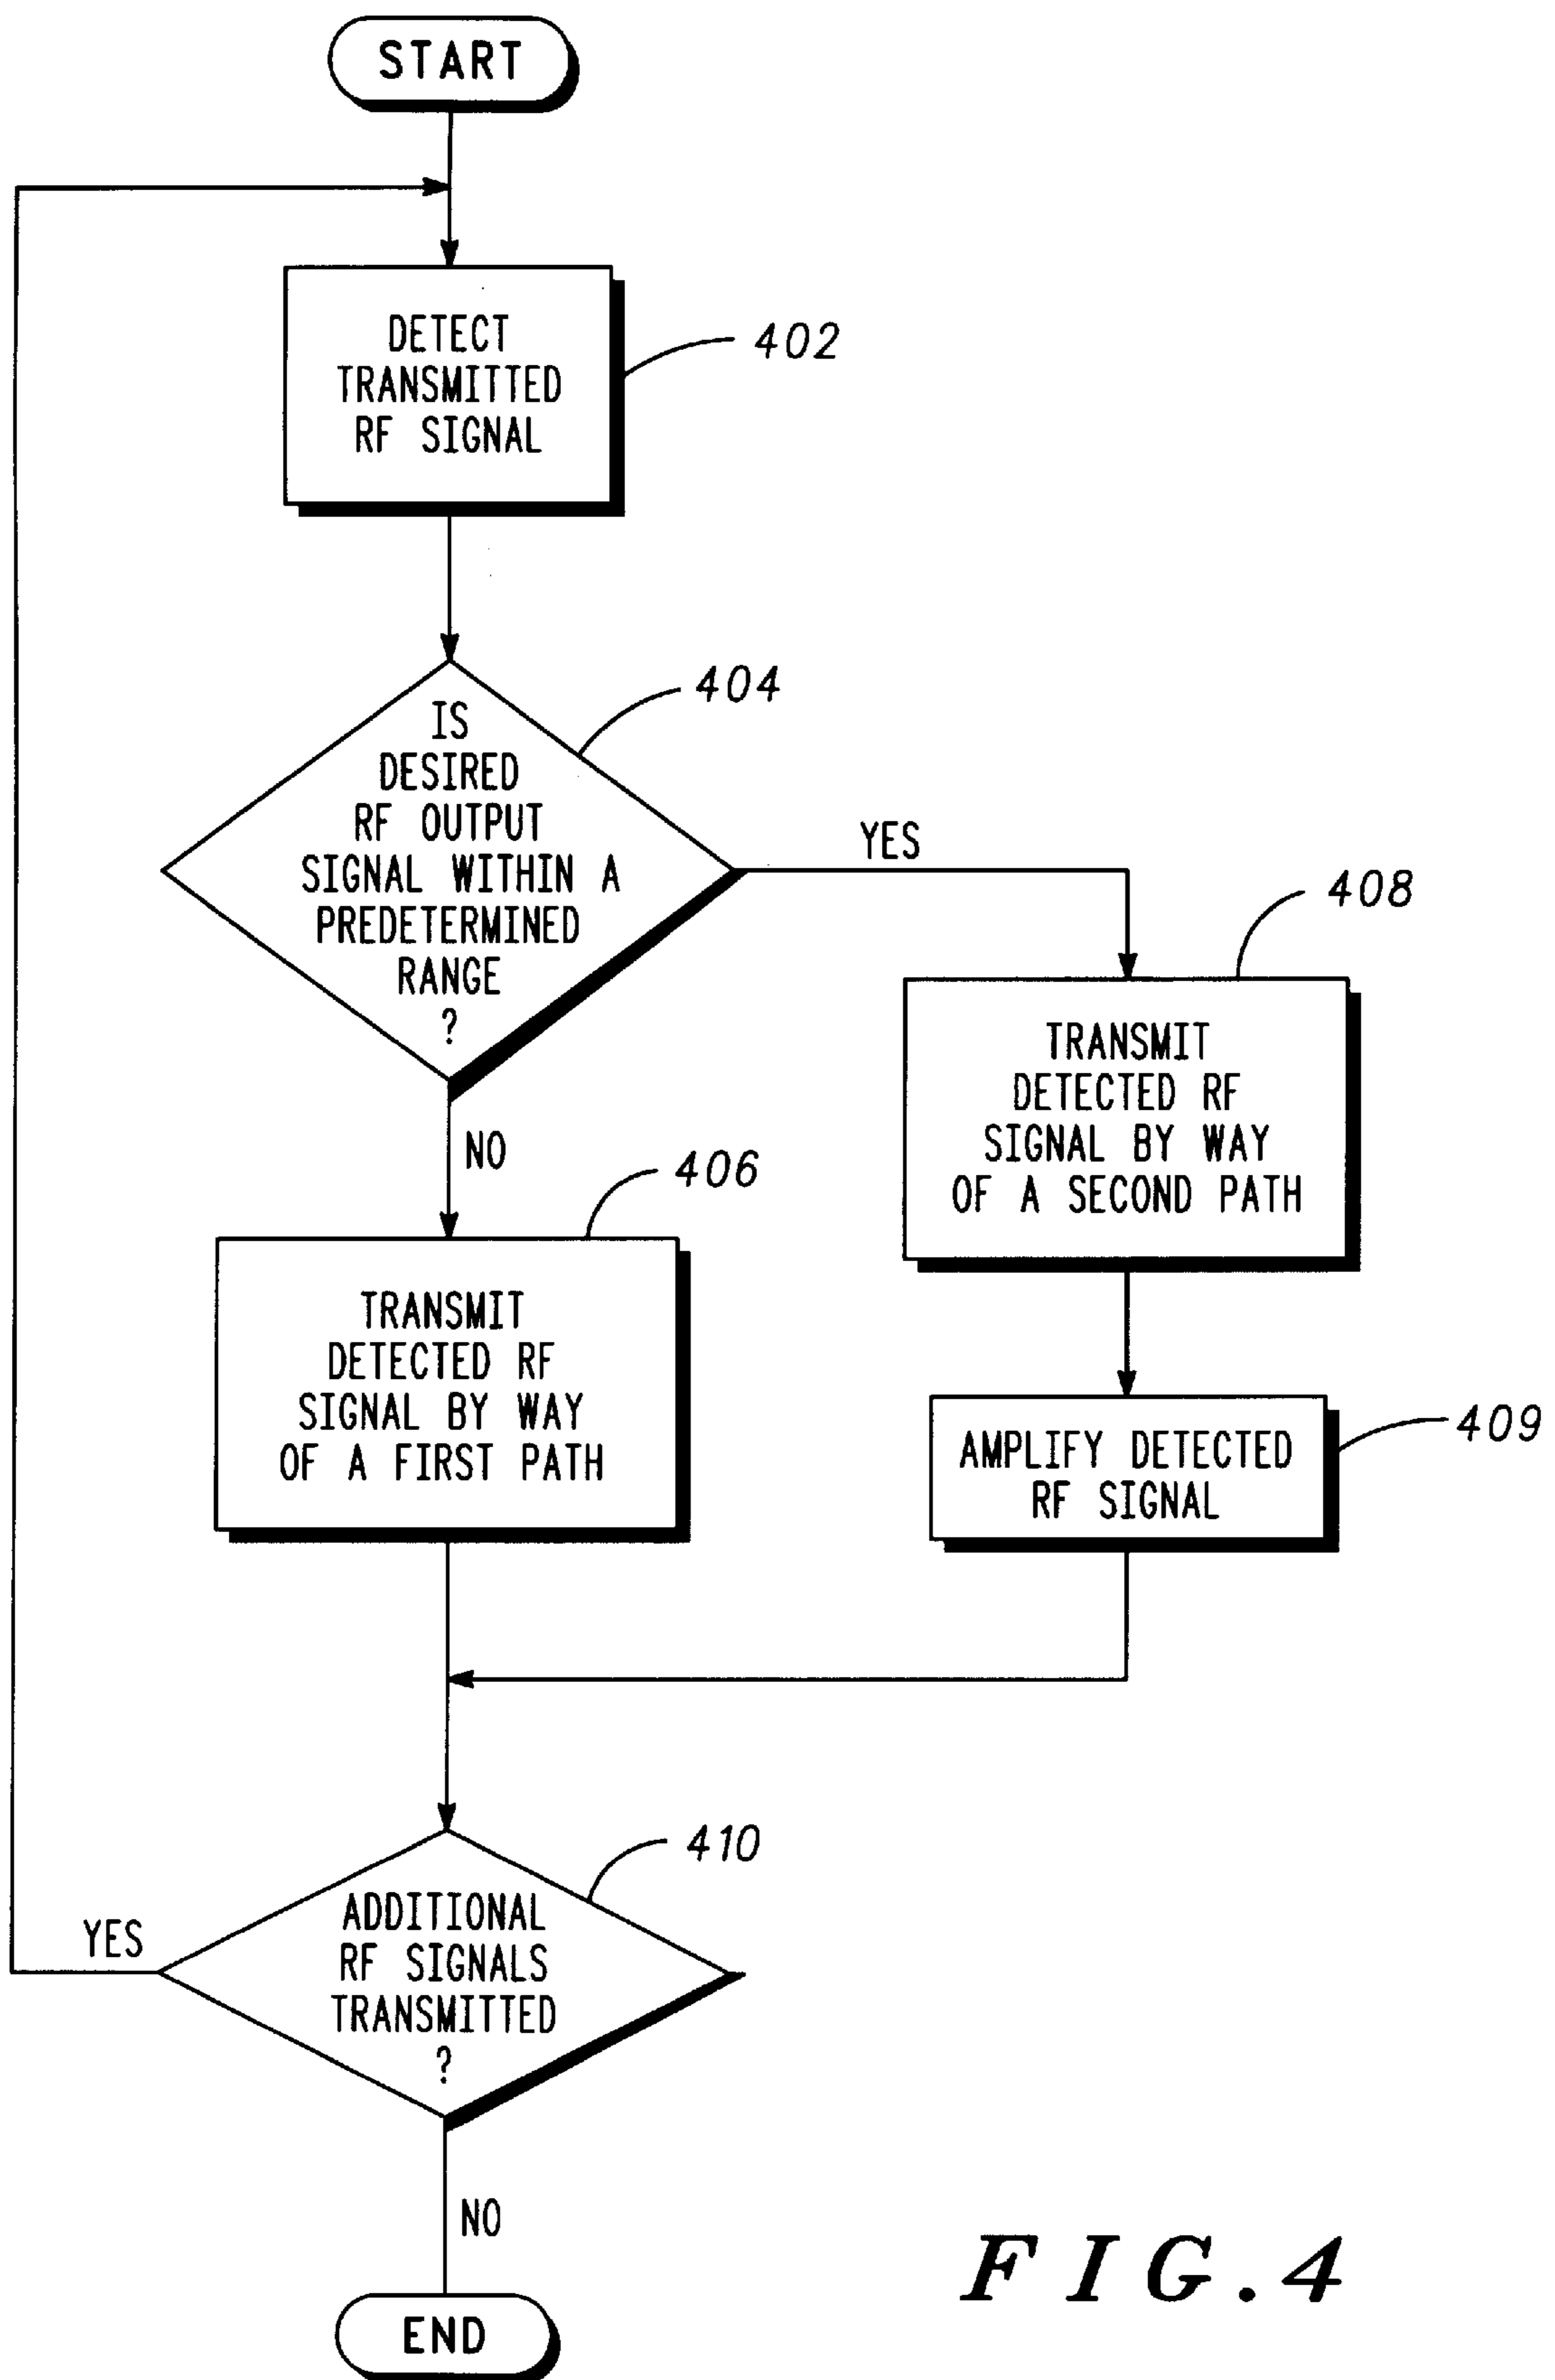 START
DETECT
TRANSMITTED
RF SIGNAL
402
IS
DESIRED
RF OUTPUT
SIGNAL WITHIN A
PREDETERMINED
RANGE
?
404
YES
NO
408
TRANSMIT
DETECTED RF
SIGNAL BY WAY
OF A SECOND PATH
406
TRANSMIT
DETECTED RF
SIGNAL BY WAY
OF A FIRST PATH
409
AMPLIFY DETECTED
RF SIGNAL
410
ADDITIONAL
RF SIGNALS
TRANSMITTED
?
YES
NO
END
FIG.4